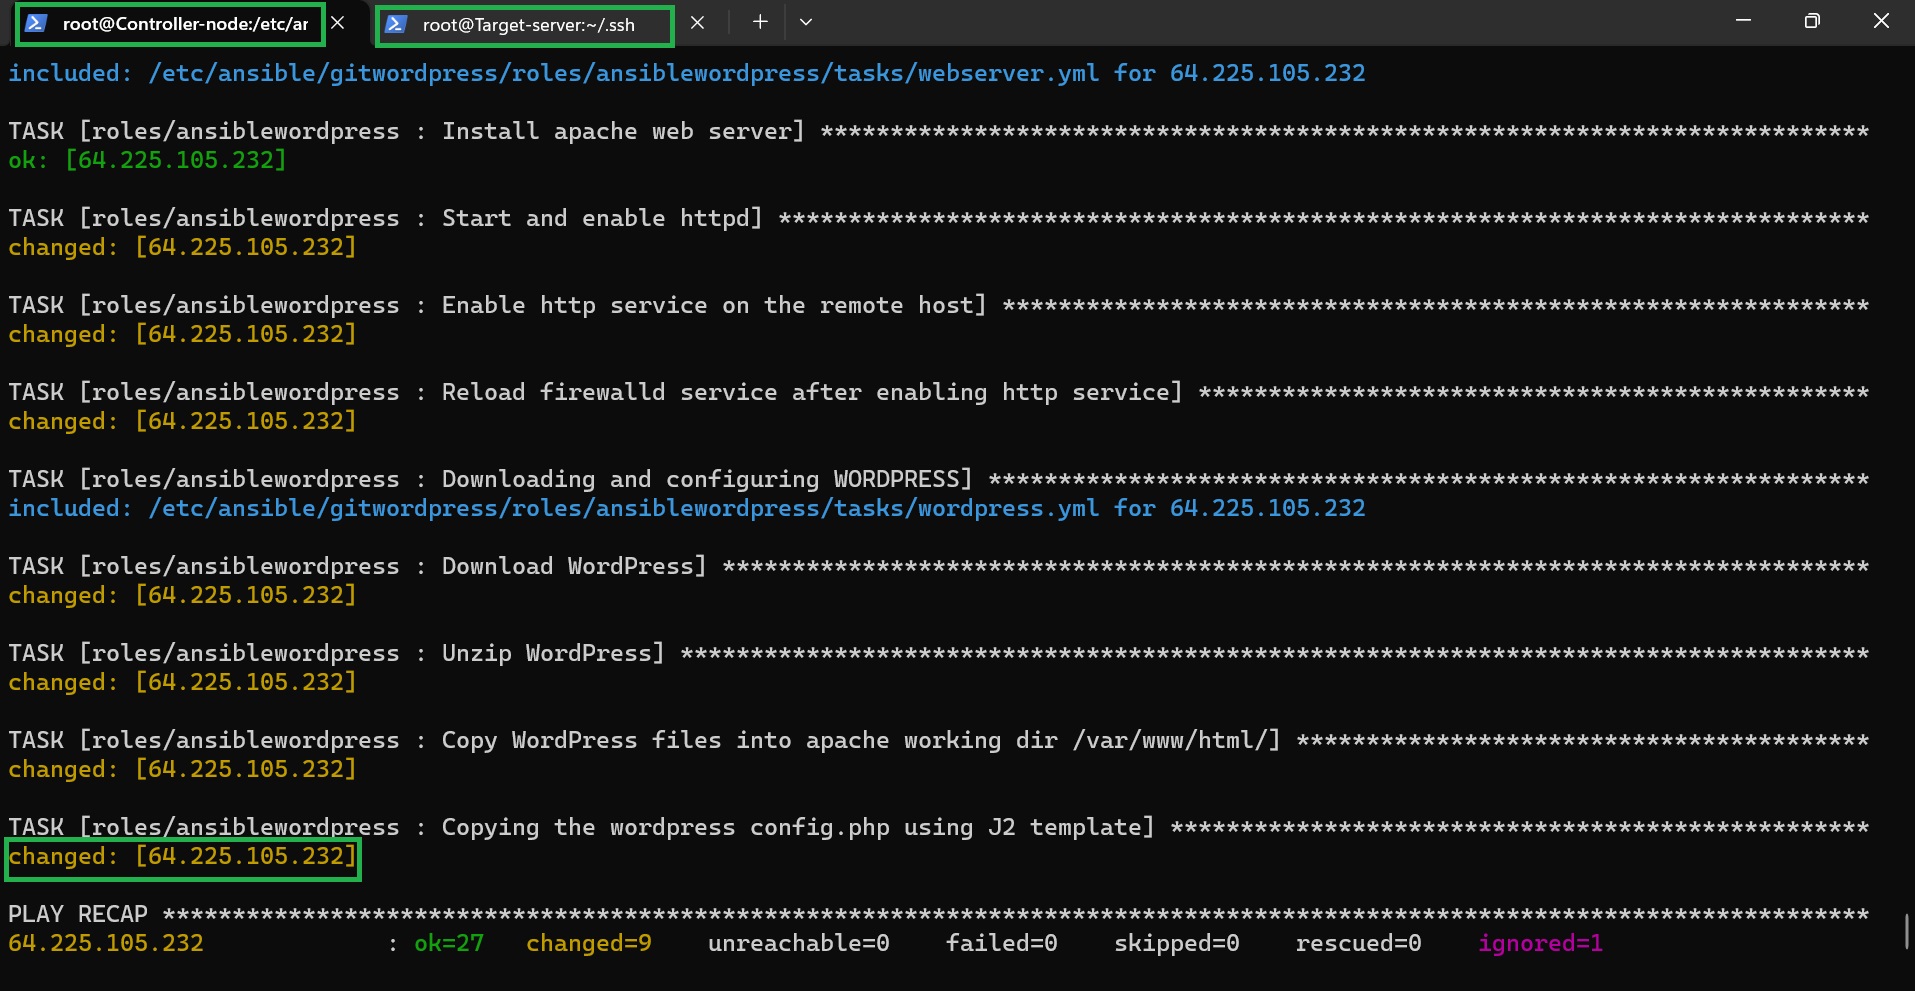 root@Controller-node:/etc/ar
root@Target-server:~/.ssh
included: /etc/ansible/gitwordpress/roles/ansiblewordpress/tasks/webserver.yml for 64.225.105.232
TASK [roles/ansiblewordpress : Install apache web server] ***************************************************************************
ok: [64.225.105.232]
TASK [roles/ansiblewordpress : Start and enable httpd] ******************************************************************************
changed: [64.225.105.232]
TASK [roles/ansiblewordpress : Enable http service on the remote host] **************************************************************
changed: [64.225.105.232]
TASK [roles/ansiblewordpress : Reload firewalld service after enabling http service] ************************************************
changed: [64.225.105.232]
TASK [roles/ansiblewordpress : Downloading and configuring WORDPRESS] ***************************************************************
included: /etc/ansible/gitwordpress/roles/ansiblewordpress/tasks/wordpress.yml for 64.225.105.232
TASK [roles/ansiblewordpress : Download WordPress] **********************************************************************************
changed: [64.225.105.232]
TASK [roles/ansiblewordpress : Unzip WordPress] *************************************************************************************
changed: [64.225.105.232]
TASK [roles/ansiblewordpress : Copy WordPress files into apache working dir /var/www/html/] *****************************************
changed: [64.225.105.232]
TASK [roles/ansiblewordpress : Copying the wordpress config.php using J2 template] **************************************************
changed: [64.225.105.232]
PLAY RECAP **************************************************************************************************************************
64.225.105.232             : ok=27   changed=9    unreachable=0    failed=0    skipped=0    rescued=0    ignored=1